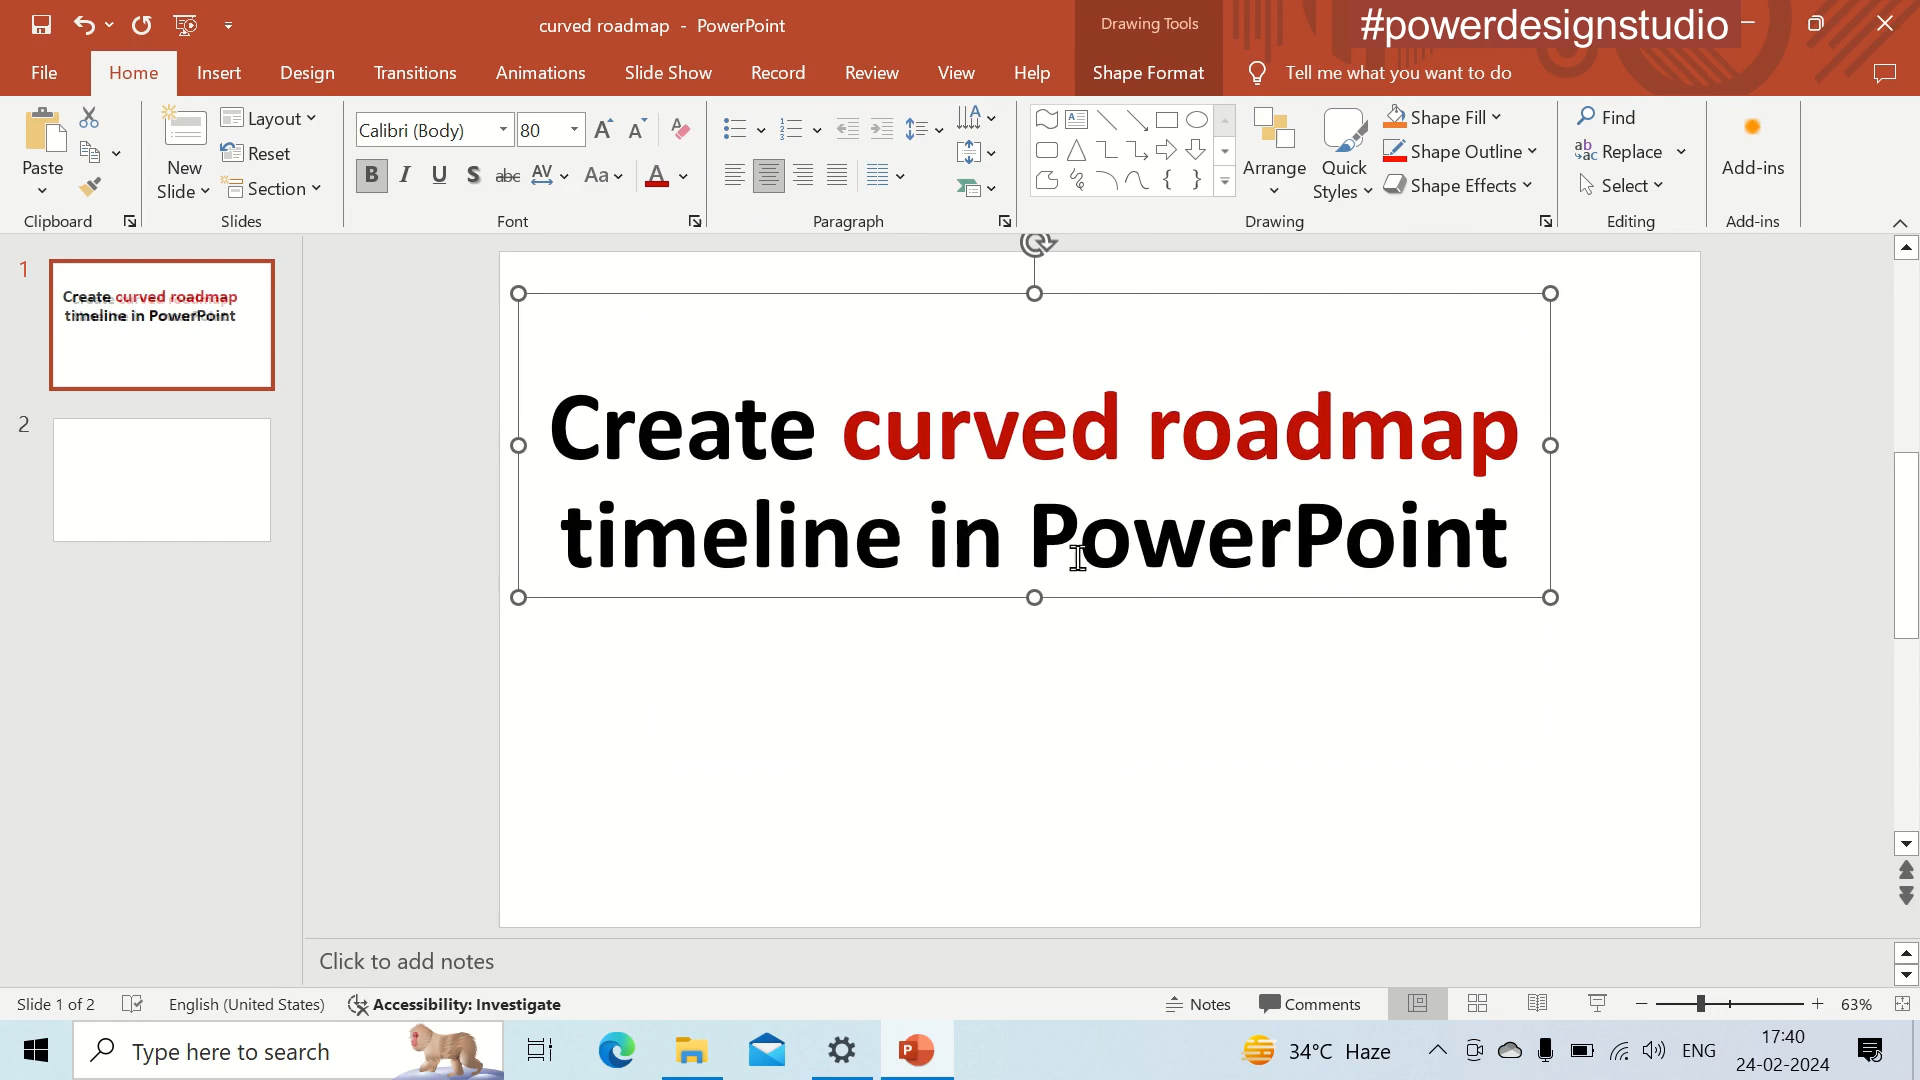 curved roadmap - PowerPoint
Drawing Tools
#powerdesignstudio
File
Home
Insert
Design
Transitions
Animations
Slide Show
Record
Review
View
Help
Shape Format
Tell me what you want to do
Paste
Clipboard
New
Slide
Layout
Reset
Section
Slides
Calibri (Body)
80
B I U S abc AV Aa A
Font
Paragraph
Arrange
Quick
Styles
Shape Fill
Shape Outline
Shape Effects
Drawing
Find
Replace
Select
Editing
Add-ins
Add-ins
1
Create curved roadmap
timeline in PowerPoint
2
Create curved roadmap
timeline in PowerPoint
Click to add notes
Slide 1 of 2
English (United States)
Accessibility: Investigate
Notes
Comments
63%
Type here to search
34°C Haze
ENG
17:40
24-02-2024